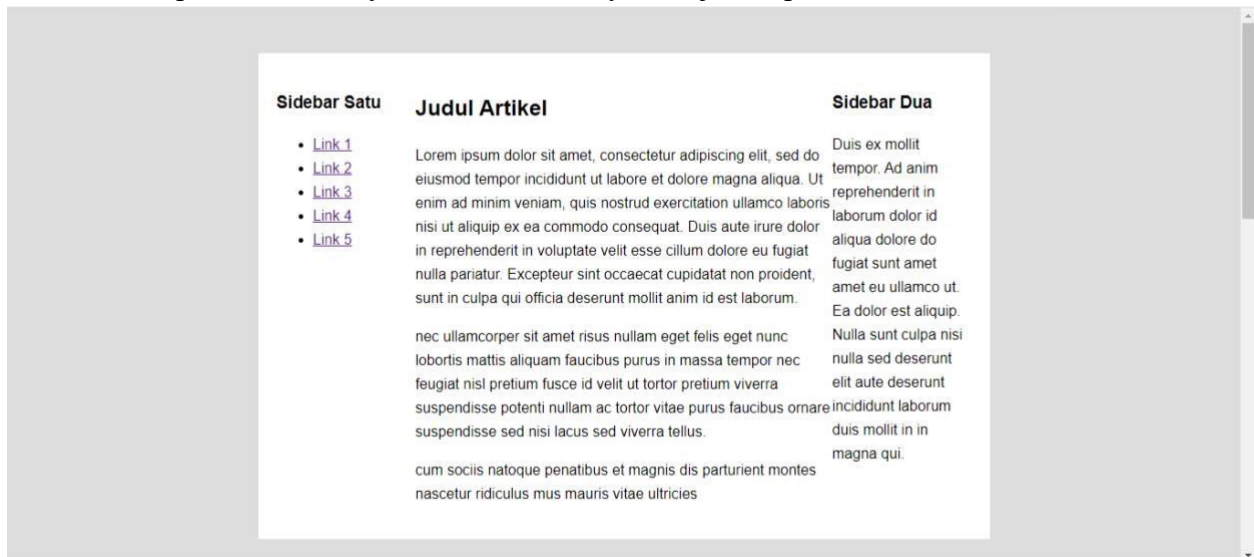 Sidebar Satu
Link 1
Link 2
Link 3
Link 4
Link 5
Judul Artikel
Lorem ipsum dolor sit amet, consectetur adipiscing elit, sed do
eiusmod tempor incididunt ut labore et dolore magna aliqua. Ut
enim ad minim veniam, quis nostrud exercitation ullamco laboris
nisi ut aliquip ex ea commodo consequat. Duis aute irure dolor
in reprehenderit in voluptate velit esse cillum dolore eu fugiat
nulla pariatur. Excepteur sint occaecat cupidatat non proident,
sunt in culpa qui officia deserunt mollit anim id est laborum.
nec ullamcorper sit amet risus nullam eget felis eget nunc
lobortis mattis aliquam faucibus purus in massa tempor nec
feugiat nisl pretium fusce id velit ut tortor pretium viverra
suspendisse potenti nullam ac tortor vitae purus faucibus ornare
suspendisse sed nisi lacus sed viverra tellus.
cum sociis natoque penatibus et magnis dis parturient montes
nascetur ridiculus mus mauris vitae ultricies
Sidebar Dua
Duis ex mollit
tempor. Ad anim
reprehenderit in
laborum dolor id
aliqua dolore do
fugiat sunt amet
amet eu ullamco ut.
Ea dolor est aliquip.
Nulla sunt culpa nisi
nulla sed deserunt
elit aute deserunt
incididunt laborum
duis mollit in in
magna qui.